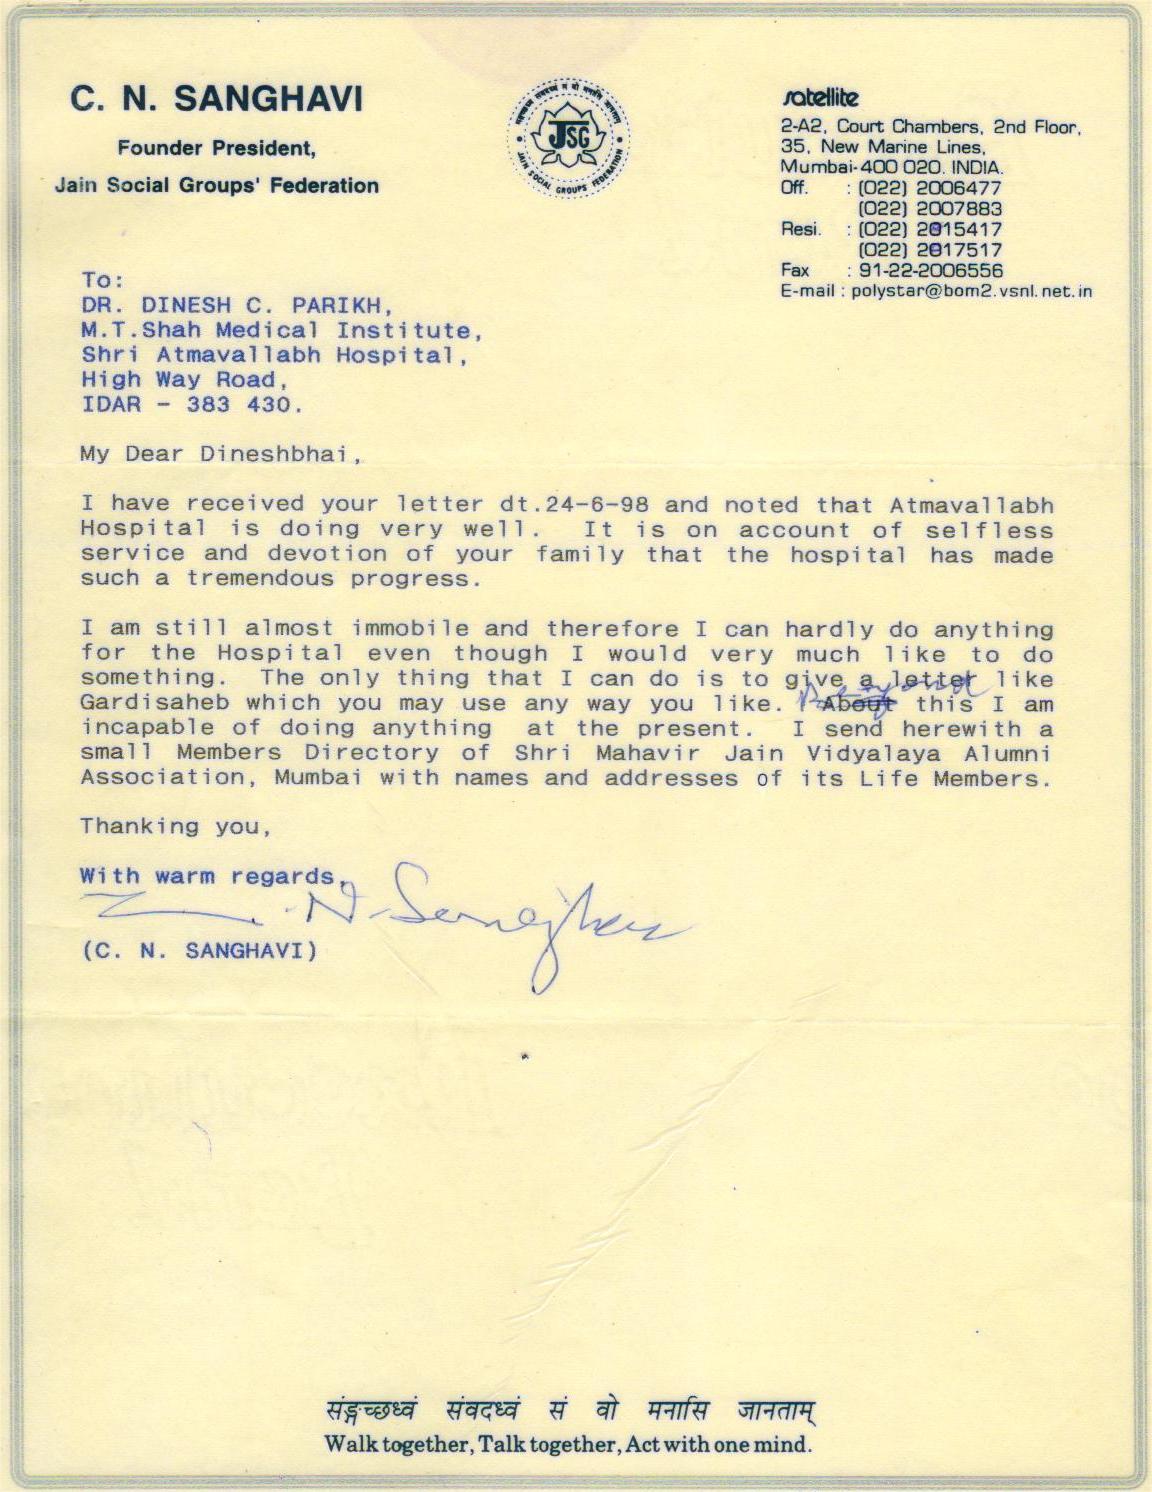 C. N. SANGHAVI
Founder President,
Jain Social Groups' Federation
JSG
JAIN SOCIAL GROUPS FEDERATION
satellite
2-A2, Court Chambers, 2nd Floor,
35, New Marine Lines,
Mumbai-400 020. INDIA.
Off. : (022) 2006477
(022) 2007883
Resi. : (022) 2015417
(022) 2017517
Fax : 91-22-2006556
E-mail : polystar@bom2.vsnl.net.in
To:
DR. DINESH C. PARIKH,
M.T.Shah Medical Institute,
Shri Atmavallabh Hospital,
High Way Road,
IDAR - 383 430.
My Dear Dineshbhai,
I have received your letter dt.24-6-98 and noted that Atmavallabh
Hospital is doing very well. It is on account of selfless
service and devotion of your family that the hospital has made
such a tremendous progress.
I am still almost immobile and therefore I can hardly do anything
for the Hospital even though I would very much like to do
something. The only thing that I can do is to give a letter like
Beyond
Gardisaheb which you may use any way you like. About this I am
incapable of doing anything at the present. I send herewith a
small Members Directory of Shri Mahavir Jain Vidyalaya Alumni
Association, Mumbai with names and addresses of its Life Members.
Thanking you,
With warm regards,
C. N. Sanghavi
(C. N. SANGHAVI)
संङ्गच्छध्वं संवदध्वं सं वो मनासि जानताम्
Walk together, Talk together, Act with one mind.